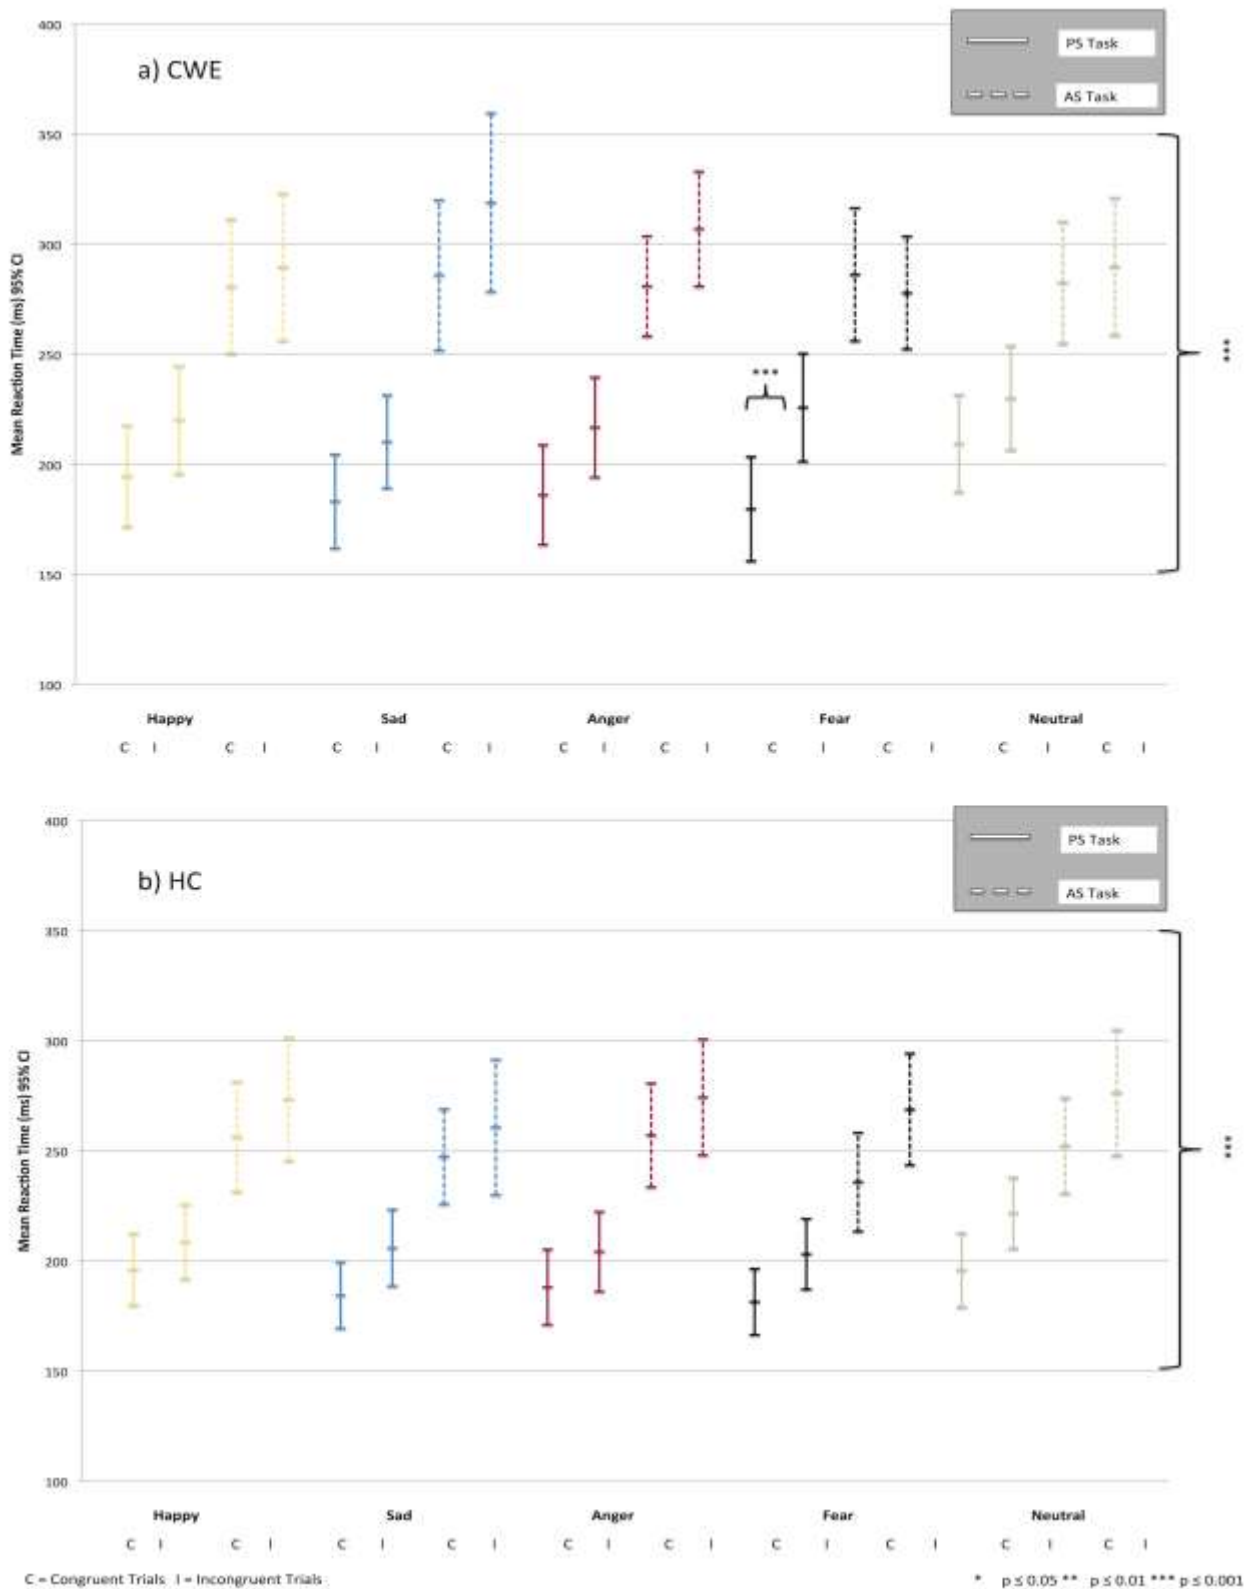 400
a) CWE
PS Task
AS Task
350
300
250
200
150
100
Mean Reaction Time (ms) 95% CI
***
***
Happy Sad Anger Fear Neutral
C I C I C I C I C I C I C I C I C I C I
400
b) HC
PS Task
AS Task
350
300
250
200
150
100
Mean Reaction Time (ms) 95% CI
***
Happy Sad Anger Fear Neutral
C I C I C I C I C I C I C I C I C I C I
C = Congruent Trials I = Incongruent Trials * p ≤ 0.05 ** p ≤ 0.01 *** p ≤ 0.001